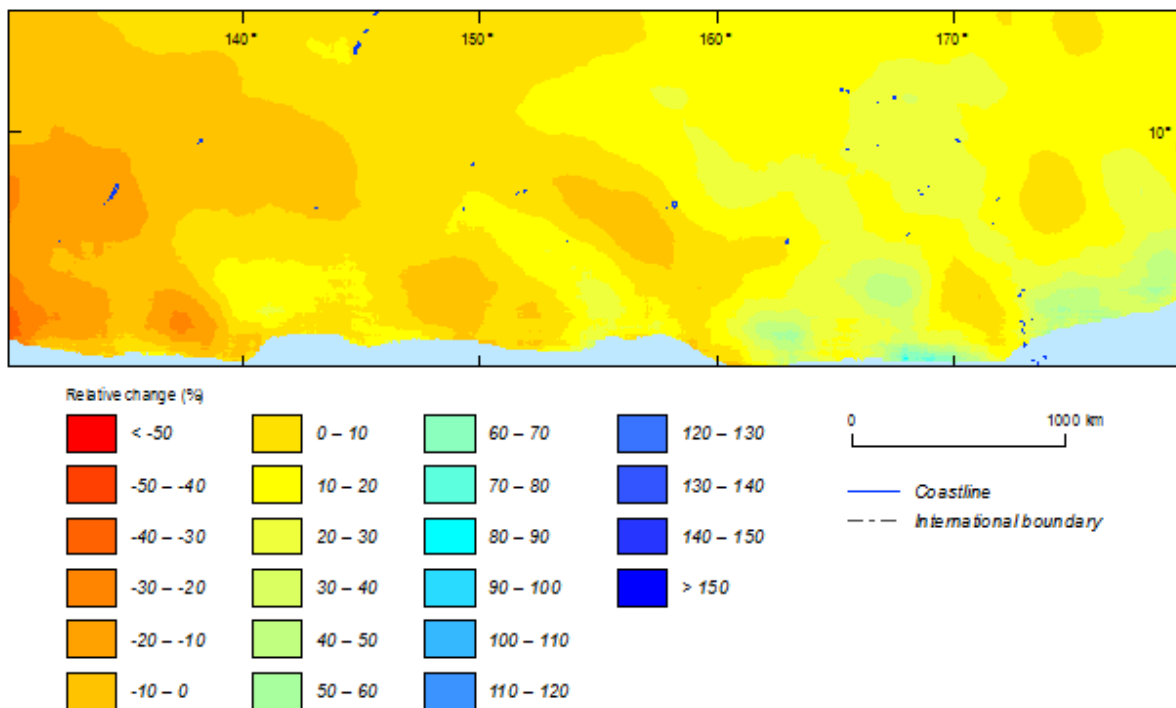 140°
150°
160°
170°
10°
Relative change (%)
< -50
-50 – -40
-40 – -30
-30 – -20
-20 – -10
-10 – 0
0 – 10
10 – 20
20 – 30
30 – 40
40 – 50
50 – 60
60 – 70
70 – 80
80 – 90
90 – 100
100 – 110
110 – 120
120 – 130
130 – 140
140 – 150
> 150
0
1000 km
Coastline
International boundary